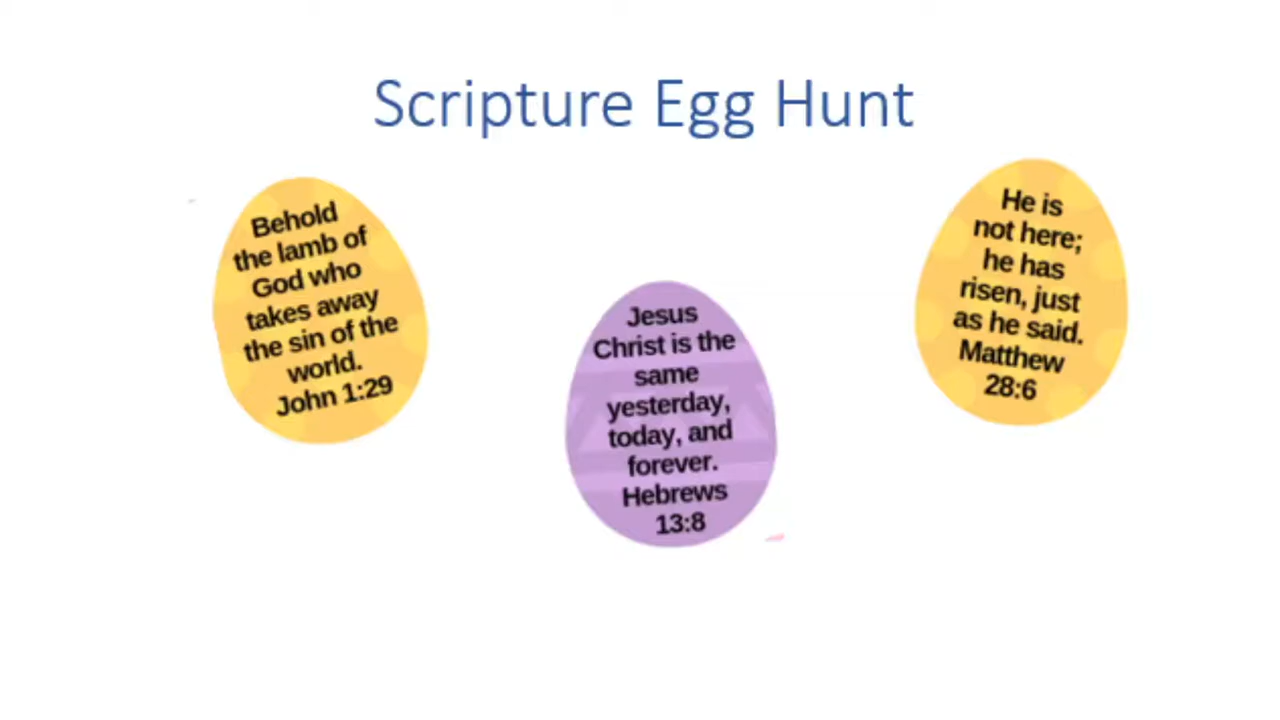 Scripture Egg Hunt
Behold
the lamb of
God who
takes away
the sin of the
world.
John 1:29
Jesus
Christ is the
same
yesterday,
today, and
forever.
Hebrews
13:8
He is
not here;
he has
risen, just
as he said.
Matthew
28:6